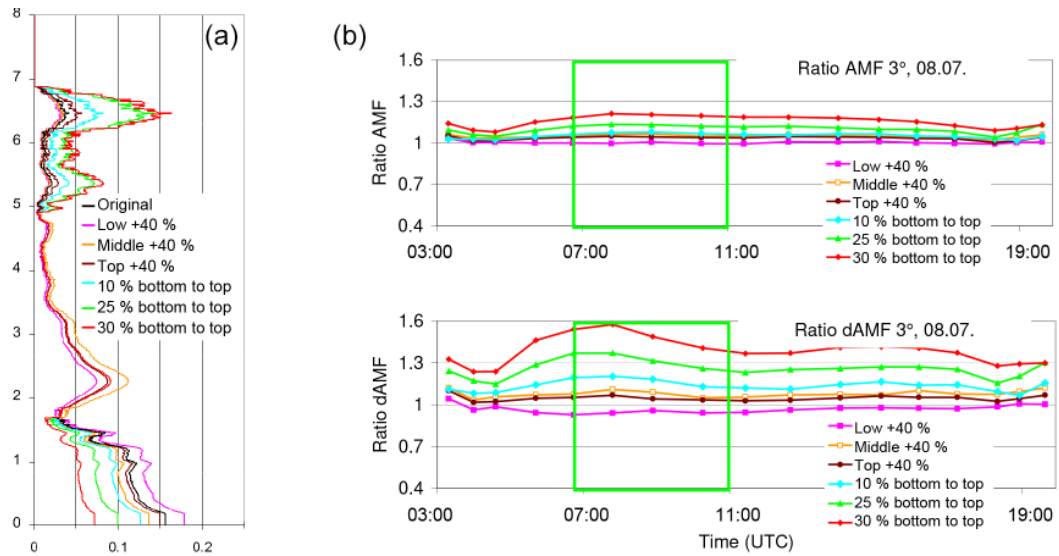 (a)
8
7
6
5
4
3
2
1
0
0
0.1
0.2
Original
Low +40 %
Middle +40 %
Top +40 %
10 % bottom to top
25 % bottom to top
30 % bottom to top
(b)
Ratio AMF 3°, 08.07.
Ratio AMF
1.6
1.3
1
0.7
0.4
03:00 07:00 11:00 19:00
Low +40 %
Middle +40 %
Top +40 %
10 % bottom to top
25 % bottom to top
30 % bottom to top
Ratio dAMF 3°, 08.07.
Ratio dAMF
1.6
1.3
1
0.7
0.4
03:00 07:00 11:00 19:00
Low +40 %
Middle +40 %
Top +40 %
10 % bottom to top
25 % bottom to top
30 % bottom to top
Time (UTC)